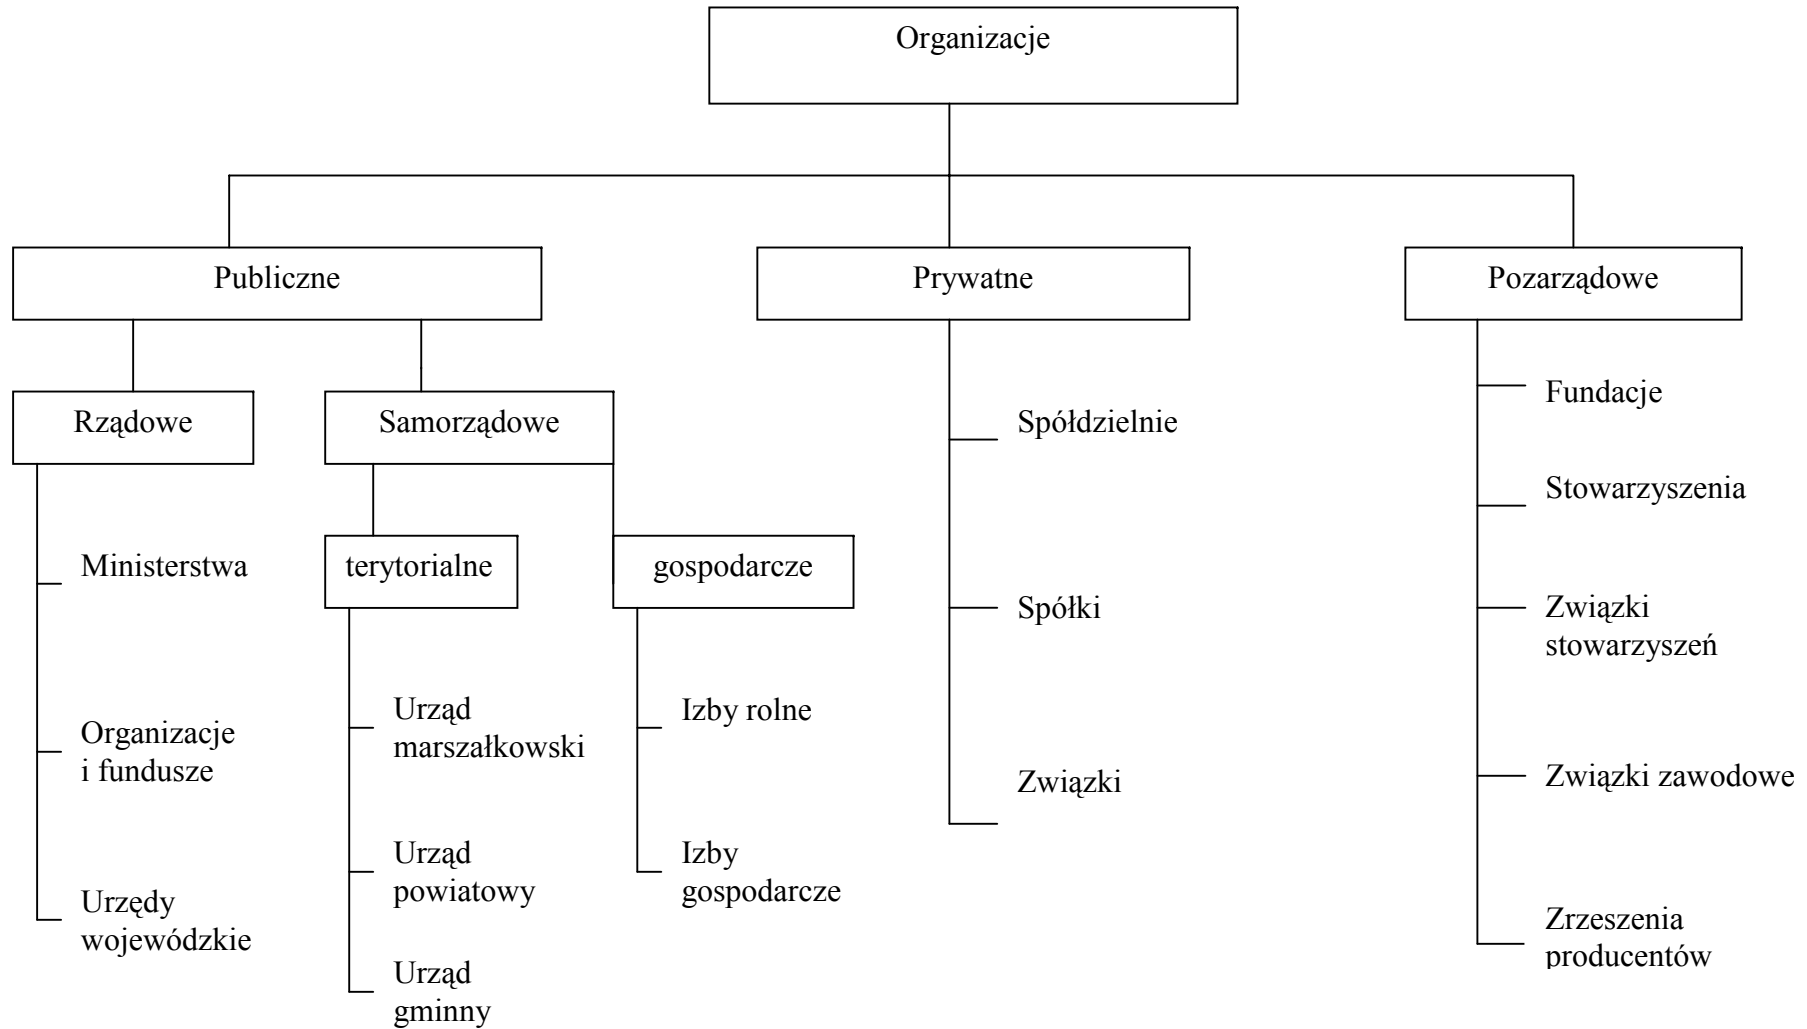 Organizacje
Publiczne
Prywatne
Pozarządowe
Rządowe
Samorządowe
terytorialne
gospodarcze
Ministerstwa
Organizacje
i fundusze
Urzędy
wojewódzkie
Urząd
marszałkowski
Urząd
powiatowy
Urząd
gminny
Izby rolne
Izby
gospodarcze
Spółdzielnie
Spółki
Związki
Fundacje
Stowarzyszenia
Związki
stowarzyszeń
Związki zawodowe
Zrzeszenia
producentów